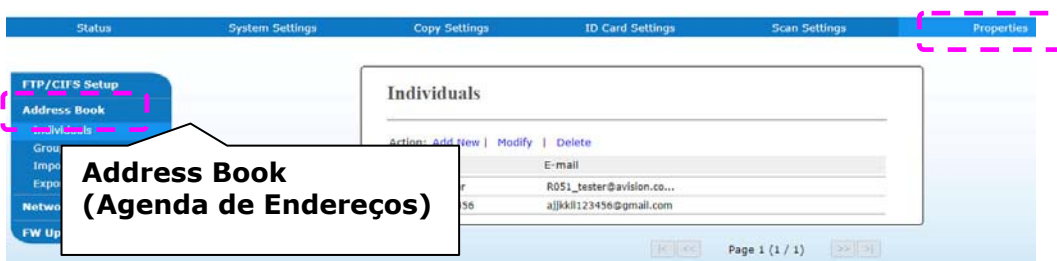 Status System Settings Copy Settings ID Card Settings Scan Settings Properties
FTP/CIFS Setup
Address Book
Individuals
Address Book
(Agenda de Endereços)
Individuals
Action: Add New | Modify | Delete
E-mail
R051_tester@avision.co...
ajjkkll123456@gmail.com
|< << Page 1 (1 / 1) >> >|